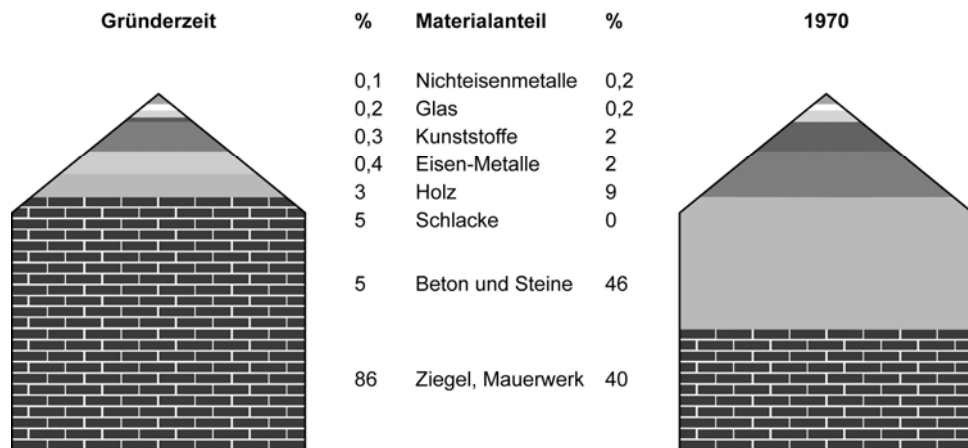 Gründerzeit % Materialanteil % 1970
0,1 Nichteisenmetalle 0,2
0,2 Glas 0,2
0,3 Kunststoffe 2
0,4 Eisen-Metalle 2
3 Holz 9
5 Schlacke 0
5 Beton und Steine 46
86 Ziegel, Mauerwerk 40